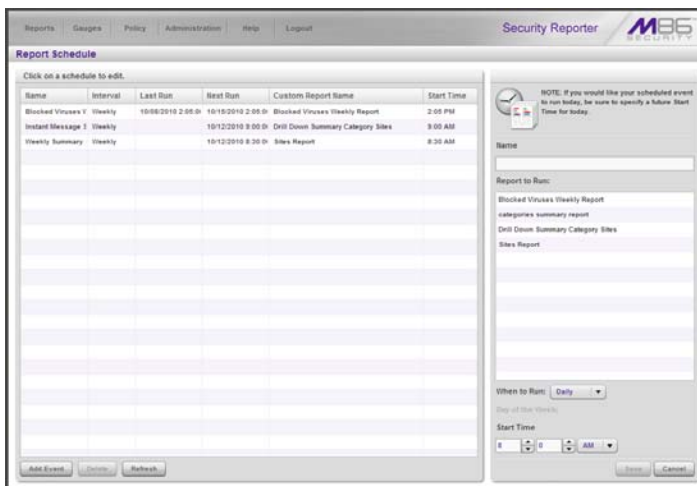 Reports Gauges Policy Administration Help Logout
Security Reporter
M86
SECURITY
Report Schedule
Click on a schedule to edit.
Name Interval Last Run Next Run Custom Report Name Start Time
Blocked Viruses Weekly 10/08/2010 2:05:0 10/15/2010 2:05:0 Blocked Viruses Weekly Report 2:05 PM
Instant Message Weekly 10/12/2010 9:00:0 Drill Down Summary Category Sites 9:00 AM
Weekly Summary Weekly 10/12/2010 8:30:0 Sites Report 8:30 AM
Add Event Delete Refresh
NOTE: If you would like your scheduled event
to run today, be sure to specify a future Start
Time for today.
Name
Report to Run:
Blocked Viruses Weekly Report
categories summary report
Drill Down Summary Category Sites
Sites Report
When to Run: Daily
Day of the Week:
Start Time
8 0 AM
Save Cancel